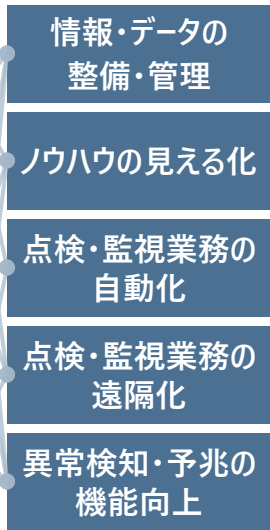 情報・データの
整備・管理
ノウハウの見える化
点検・監視業務の
自動化
点検・監視業務の
遠隔化
異常検知・予兆の
機能向上